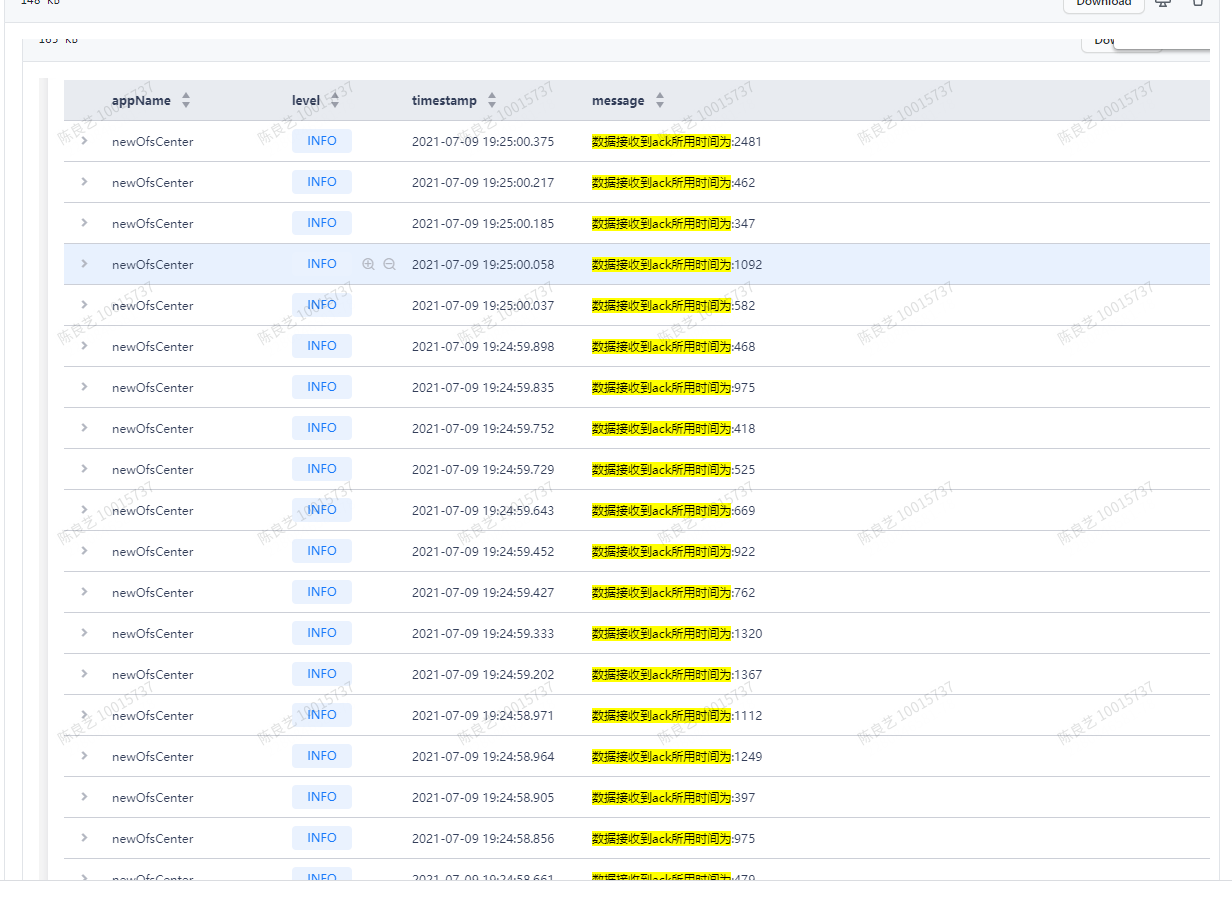 148 KB Download
165 KB Dow
appName level timestamp message
newOfsCenter INFO 2021-07-09 19:25:00.375 数据接收到ack所用时间为:2481
newOfsCenter INFO 2021-07-09 19:25:00.217 数据接收到ack所用时间为:462
newOfsCenter INFO 2021-07-09 19:25:00.185 数据接收到ack所用时间为:347
newOfsCenter INFO 2021-07-09 19:25:00.058 数据接收到ack所用时间为:1092
newOfsCenter INFO 2021-07-09 19:25:00.037 数据接收到ack所用时间为:582
newOfsCenter INFO 2021-07-09 19:24:59.898 数据接收到ack所用时间为:468
newOfsCenter INFO 2021-07-09 19:24:59.835 数据接收到ack所用时间为:975
newOfsCenter INFO 2021-07-09 19:24:59.752 数据接收到ack所用时间为:418
newOfsCenter INFO 2021-07-09 19:24:59.729 数据接收到ack所用时间为:525
newOfsCenter INFO 2021-07-09 19:24:59.643 数据接收到ack所用时间为:669
newOfsCenter INFO 2021-07-09 19:24:59.452 数据接收到ack所用时间为:922
newOfsCenter INFO 2021-07-09 19:24:59.427 数据接收到ack所用时间为:762
newOfsCenter INFO 2021-07-09 19:24:59.333 数据接收到ack所用时间为:1320
newOfsCenter INFO 2021-07-09 19:24:59.202 数据接收到ack所用时间为:1367
newOfsCenter INFO 2021-07-09 19:24:58.971 数据接收到ack所用时间为:1112
newOfsCenter INFO 2021-07-09 19:24:58.964 数据接收到ack所用时间为:1249
newOfsCenter INFO 2021-07-09 19:24:58.905 数据接收到ack所用时间为:397
newOfsCenter INFO 2021-07-09 19:24:58.856 数据接收到ack所用时间为:975
newOfsCenter INFO 2021-07-09 19:24:58.661 数据接收到ack所用时间为:479
陈良艺 10015737